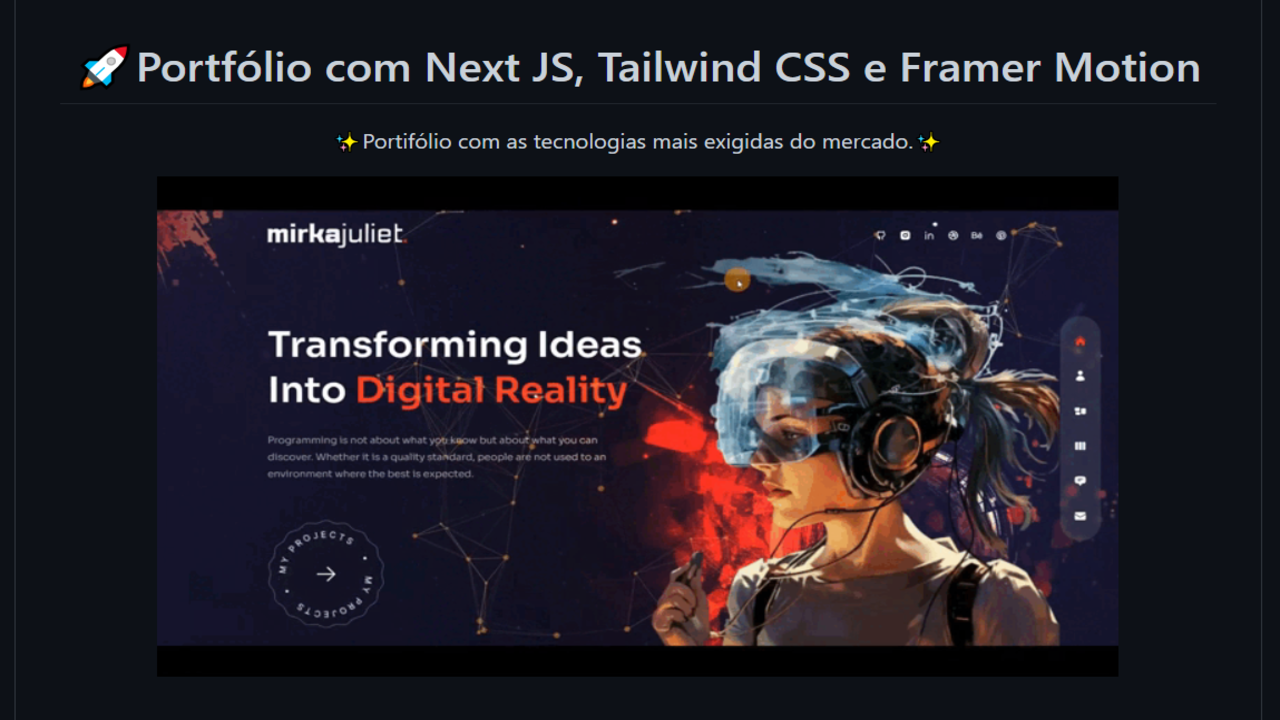 🚀 Portfólio com Next JS, Tailwind CSS e Framer Motion
✨ Portifólio com as tecnologias mais exigidas do mercado. ✨
mirkajuliet.
in
Bē
Transforming Ideas
Into Digital Reality
Programming is not about what you know but about what you can
discover. Whether it is a quality standard, people are not used to an
environment where the best is expected.
MY PROJECTS • MY PROJECTS •